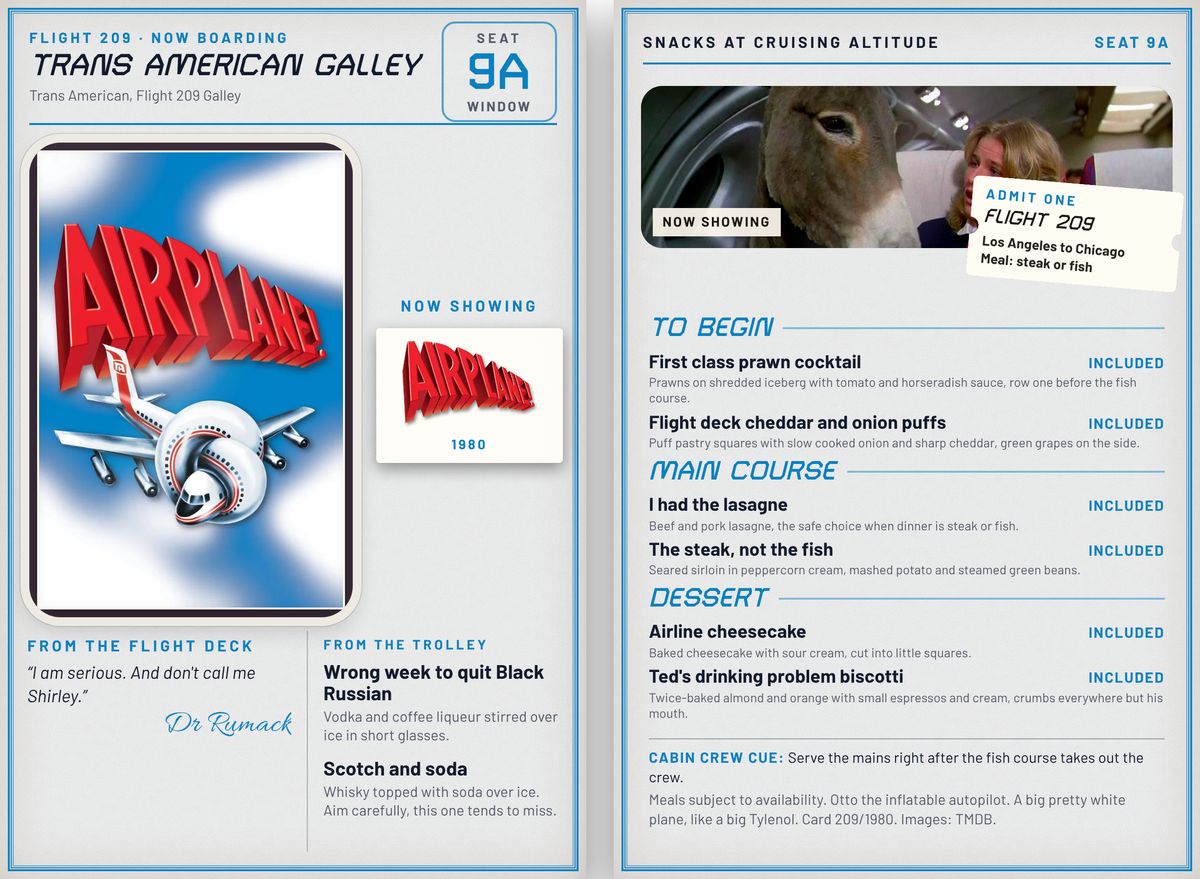 FLIGHT 209 · NOW BOARDING
TRANS AMERICAN GALLEY
Trans American, Flight 209 Galley
SEAT
9A
WINDOW
AIRPLANE!
TA
NOW SHOWING
AIRPLANE!
1980
FROM THE FLIGHT DECK
“I am serious. And don't call me
Shirley.”
Dr Rumack
FROM THE TROLLEY
Wrong week to quit Black
Russian
Vodka and coffee liqueur stirred over
ice in short glasses.
Scotch and soda
Whisky topped with soda over ice.
Aim carefully, this one tends to miss.
SNACKS AT CRUISING ALTITUDE
SEAT 9A
NOW SHOWING
ADMIT ONE
FLIGHT 209
Los Angeles to Chicago
Meal: steak or fish
TO BEGIN
First class prawn cocktail INCLUDED
Prawns on shredded iceberg with tomato and horseradish sauce, row one before the fish
course.
Flight deck cheddar and onion puffs INCLUDED
Puff pastry squares with slow cooked onion and sharp cheddar, green grapes on the side.
MAIN COURSE
I had the lasagne INCLUDED
Beef and pork lasagne, the safe choice when dinner is steak or fish.
The steak, not the fish INCLUDED
Seared sirloin in peppercorn cream, mashed potato and steamed green beans.
DESSERT
Airline cheesecake INCLUDED
Baked cheesecake with sour cream, cut into little squares.
Ted's drinking problem biscotti INCLUDED
Twice-baked almond and orange with small espressos and cream, crumbs everywhere but his
mouth.
CABIN CREW CUE: Serve the mains right after the fish course takes out the
crew.
Meals subject to availability. Otto the inflatable autopilot. A big pretty white
plane, like a big Tylenol. Card 209/1980. Images: TMDB.